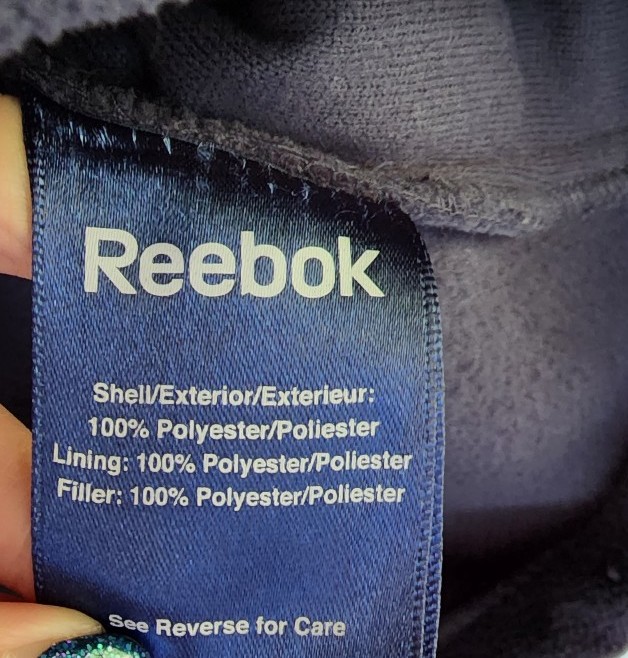 Reebok
Shell/Exterior/Exterieur:
100% Polyester/Poliester
Lining: 100% Polyester/Poliester
Filler: 100% Polyester/Poliester
See Reverse for Care